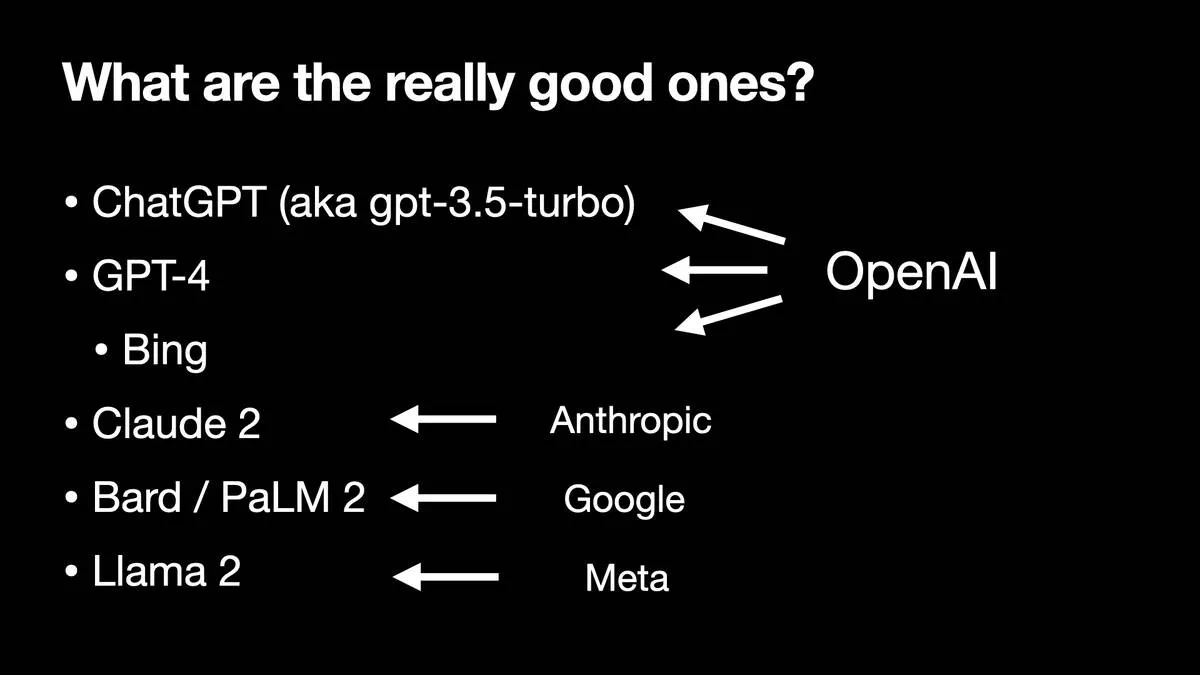 What are the really good ones?
• ChatGPT (aka gpt-3.5-turbo)
• GPT-4
• Bing
OpenAI
• Claude 2
Anthropic
• Bard / PaLM 2
Google
• Llama 2
Meta